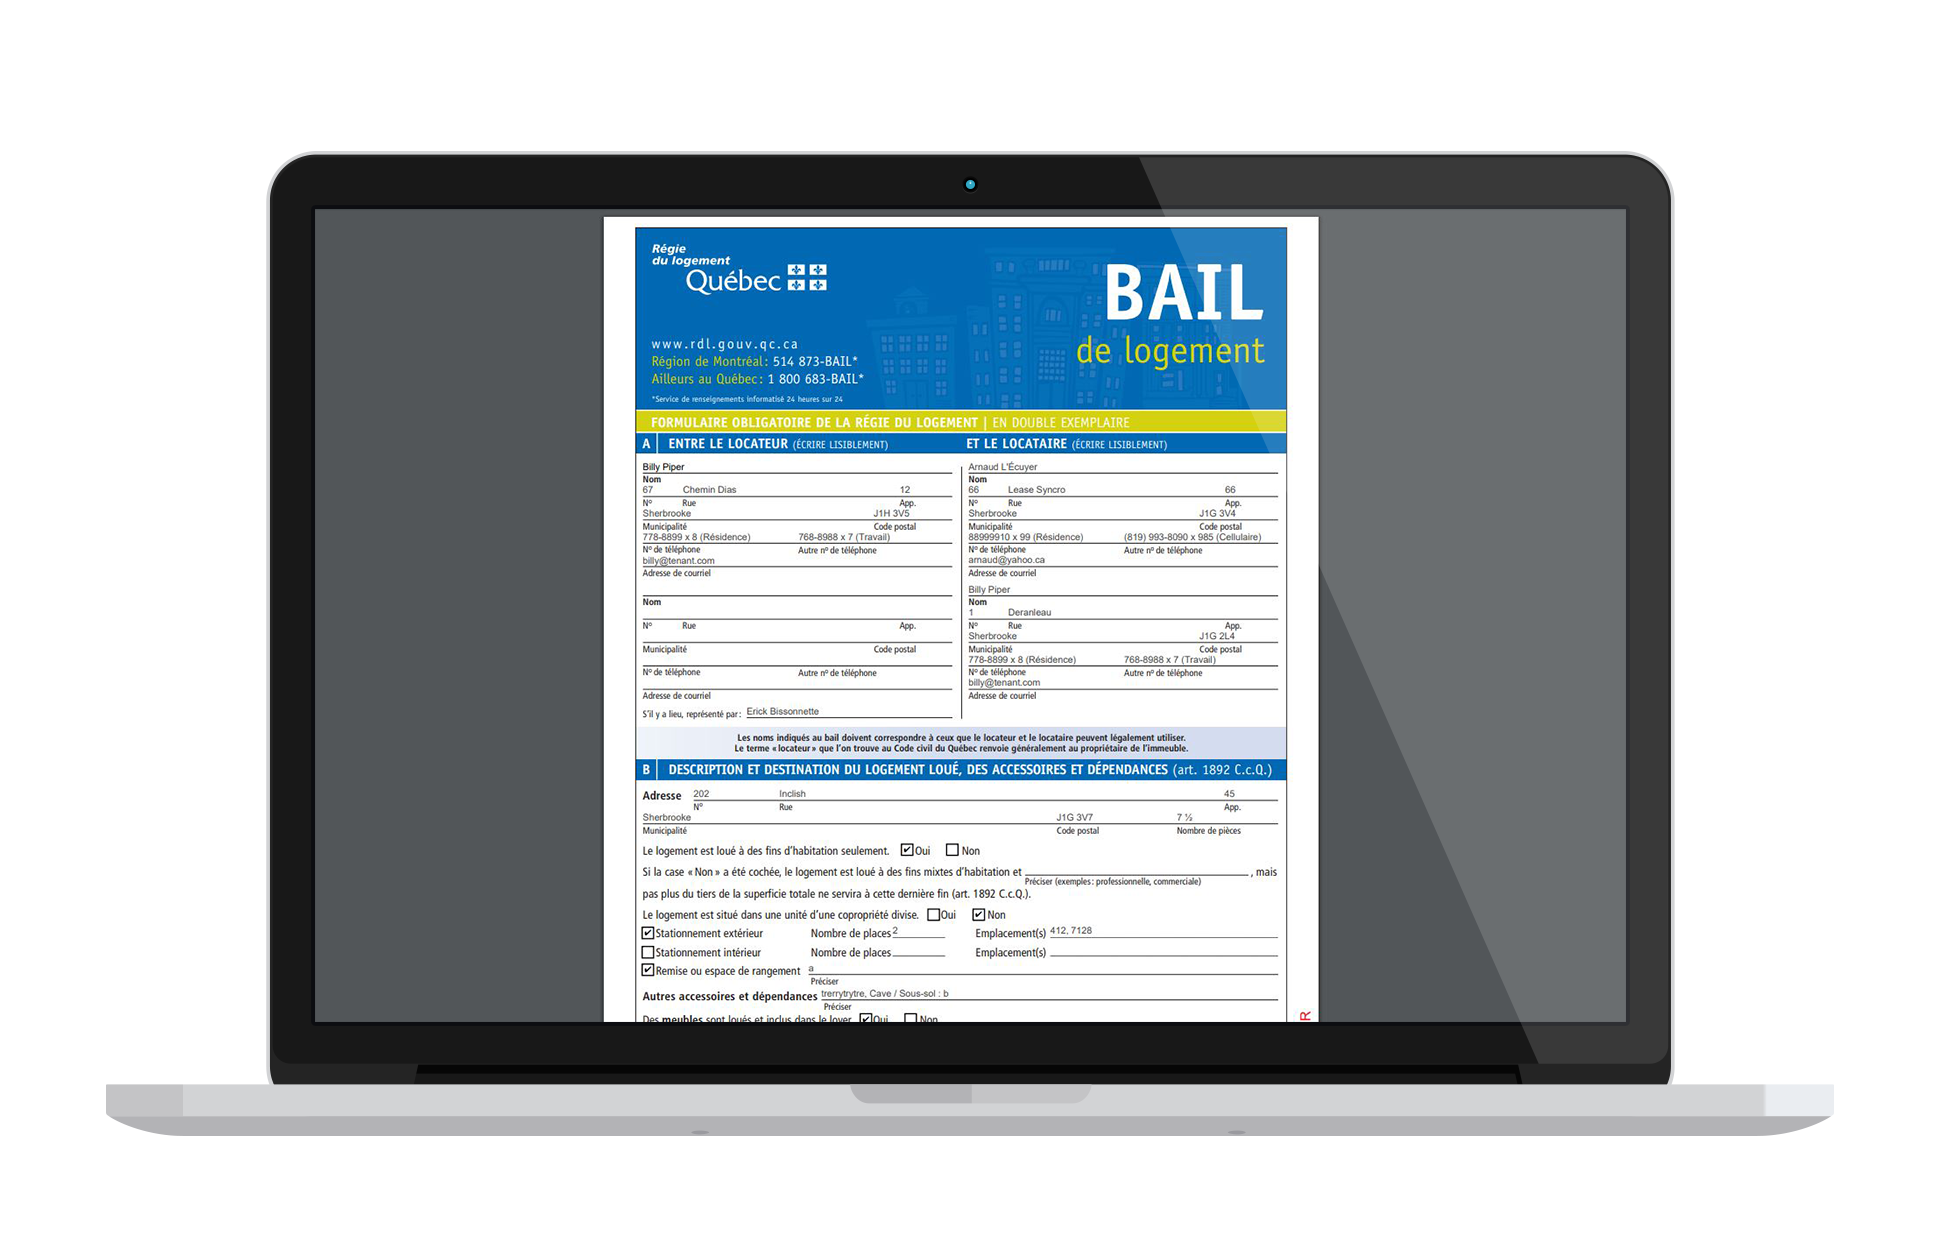 Régie
du logement
Québec
BAIL
de logement
www.rdl.gouv.qc.ca
Région de Montréal : 514 873-BAIL*
Ailleurs au Québec : 1 800 683-BAIL*
*Service de renseignements informatisé 24 heures sur 24
FORMULAIRE OBLIGATOIRE DE LA RÉGIE DU LOGEMENT | EN DOUBLE EXEMPLAIRE
A ENTRE LE LOCATEUR (ÉCRIRE LISIBLEMENT) ET LE LOCATAIRE (ÉCRIRE LISIBLEMENT)
Billy Piper
Nom
67 Chemin Dias 12
Nº Rue App.
Sherbrooke J1H 3V5
Municipalité Code postal
778-8899 x 8 (Résidence) 768-8988 x 7 (Travail)
Nº de téléphone Autre nº de téléphone
billy@tenant.com
Adresse de courriel
Nom
Nº Rue App.
Municipalité Code postal
Nº de téléphone Autre nº de téléphone
Adresse de courriel
S'il y a lieu, représenté par : Erick Bissonnette
Arnaud L'Écuyer
Nom
66 Lease Syncro 66
Nº Rue App.
Sherbrooke J1G 3V4
Municipalité Code postal
88999910 x 99 (Résidence) (819) 993-8090 x 985 (Cellulaire)
Nº de téléphone Autre nº de téléphone
arnaud@yahoo.ca
Adresse de courriel
Billy Piper
Nom
1 Deranleau
Nº Rue App.
Sherbrooke J1G 2L4
Municipalité Code postal
778-8899 x 8 (Résidence) 768-8988 x 7 (Travail)
Nº de téléphone Autre nº de téléphone
billy@tenant.com
Adresse de courriel
Les noms indiqués au bail doivent correspondre à ceux que le locateur et le locataire peuvent légalement utiliser.
Le terme « locateur » que l'on trouve au Code civil du Québec renvoie généralement au propriétaire de l'immeuble.
B DESCRIPTION ET DESTINATION DU LOGEMENT LOUÉ, DES ACCESSOIRES ET DÉPENDANCES (art. 1892 C.c.Q.)
Adresse 202 Inclish 45
Nº Rue App.
Sherbrooke J1G 3V7 7 ½
Municipalité Code postal Nombre de pièces
Le logement est loué à des fins d'habitation seulement. Oui Non
Si la case « Non » a été cochée, le logement est loué à des fins mixtes d'habitation et , mais
Préciser (exemples : professionnelle, commerciale)
pas plus du tiers de la superficie totale ne servira à cette dernière fin (art. 1892 C.c.Q.).
Le logement est situé dans une unité d'une copropriété divise. Oui Non
Stationnement extérieur Nombre de places 2 Emplacement(s) 412, 7128
Stationnement intérieur Nombre de places Emplacement(s)
Remise ou espace de rangement a
Préciser
Autres accessoires et dépendances trerrytrytre, Cave / Sous-sol : b
Préciser
Des meubles sont loués et inclus dans le loyer Oui Non
R